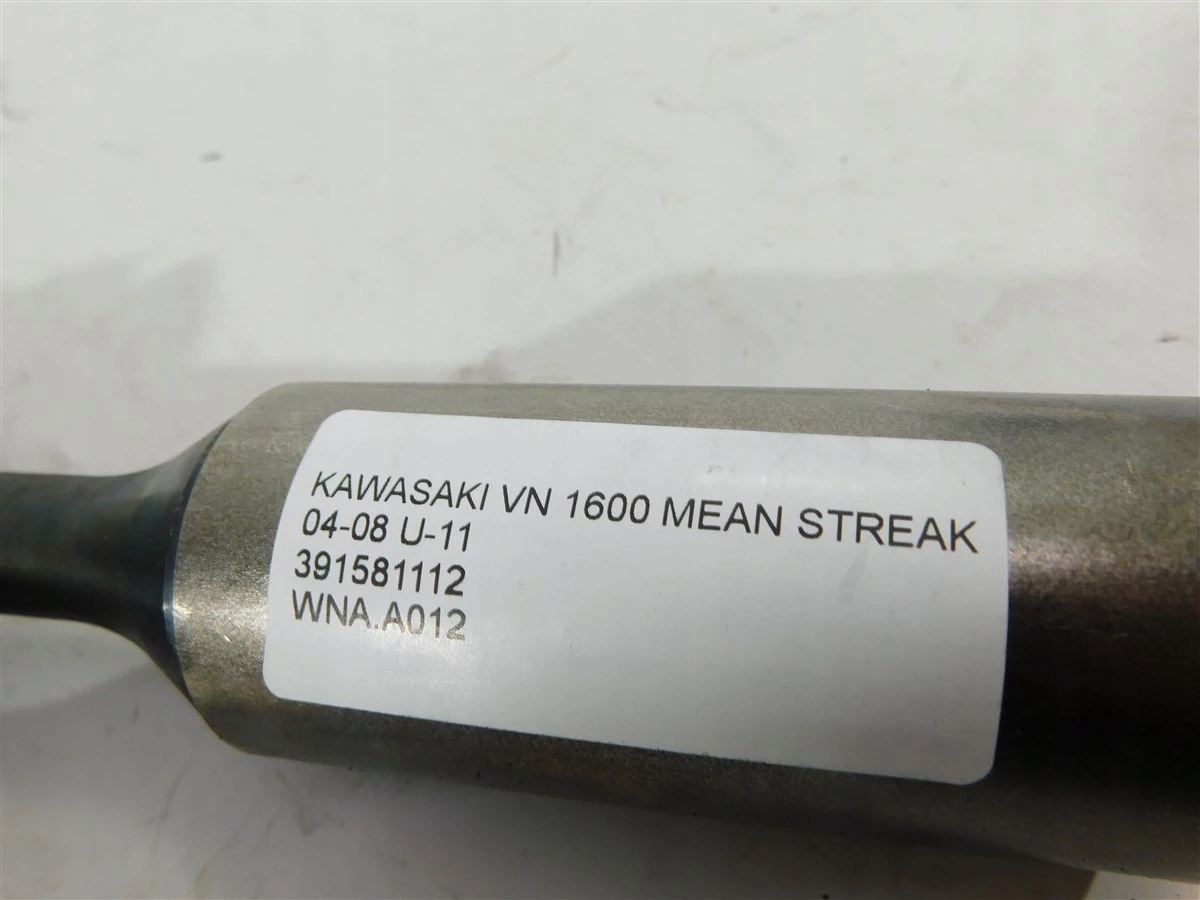 KAWASAKI VN 1600 MEAN STREAK
04-08 U-11
391581112
WNA.A012